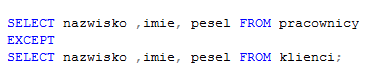 SELECT nazwisko ,imie, pesel FROM pracownicy
EXCEPT
SELECT nazwisko ,imie, pesel FROM klienci;